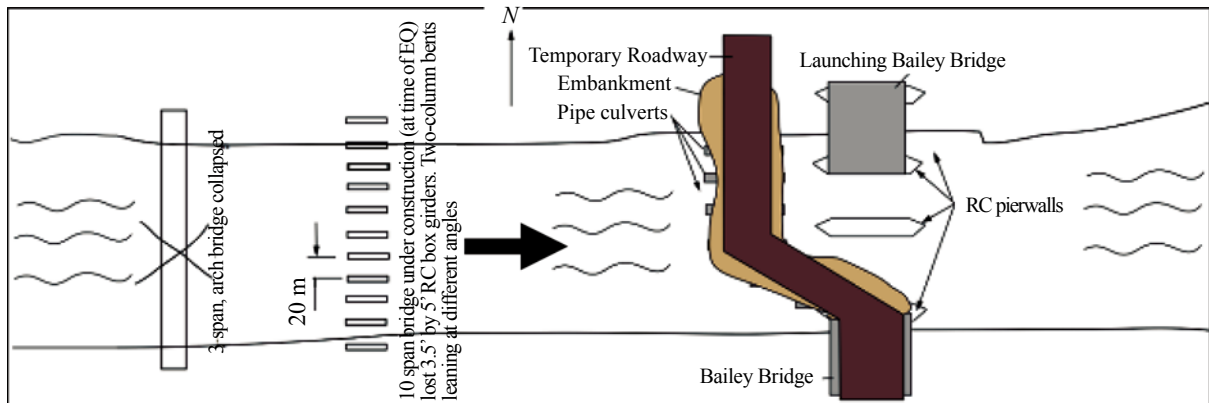 3-span, arch bridge collapsed
20 m
10 span bridge under construction (at time of EQ)
lost 3.5' by 5' RC box girders. Two-column bents
leaning at different angles
N
Temporary Roadway
Embankment
Pipe culverts
Launching Bailey Bridge
RC pierwalls
Bailey Bridge